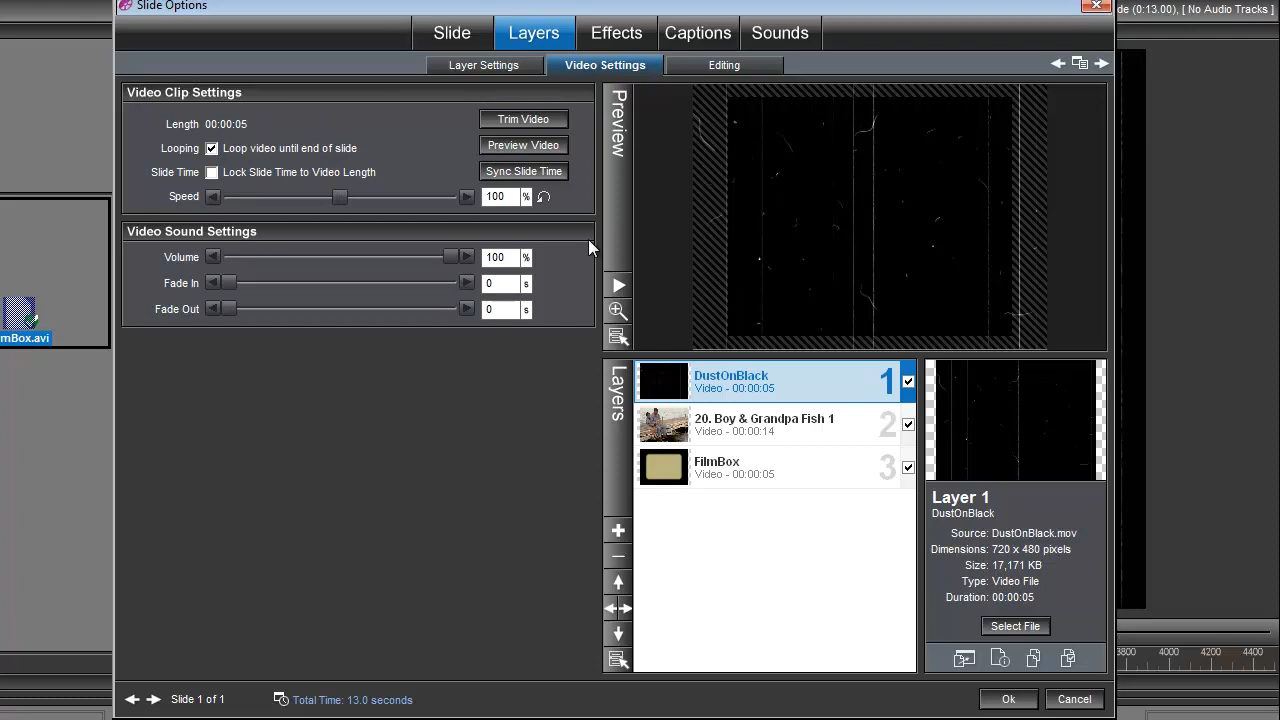 Slide Options
de (0:13.00), [ No Audio Tracks ]
Slide
Layers
Effects
Captions
Sounds
Layer Settings
Video Settings
Editing
Video Clip Settings
Length 00:00:05
Trim Video
Looping Loop video until end of slide
Preview Video
Slide Time Lock Slide Time to Video Length
Sync Slide Time
Speed 100 %
Video Sound Settings
Volume 100 %
Fade In 0 s
Fade Out 0 s
Preview
mBox.avi
Layers
DustOnBlack
Video - 00:00:05
1
20. Boy & Grandpa Fish 1
Video - 00:00:14
2
FilmBox
Video - 00:00:05
3
Layer 1
DustOnBlack
Source: DustOnBlack.mov
Dimensions: 720 x 480 pixels
Size: 17,171 KB
Type: Video File
Duration: 00:00:05
Select File
3800 4000 4200 4400
Slide 1 of 1
Total Time: 13.0 seconds
Ok
Cancel